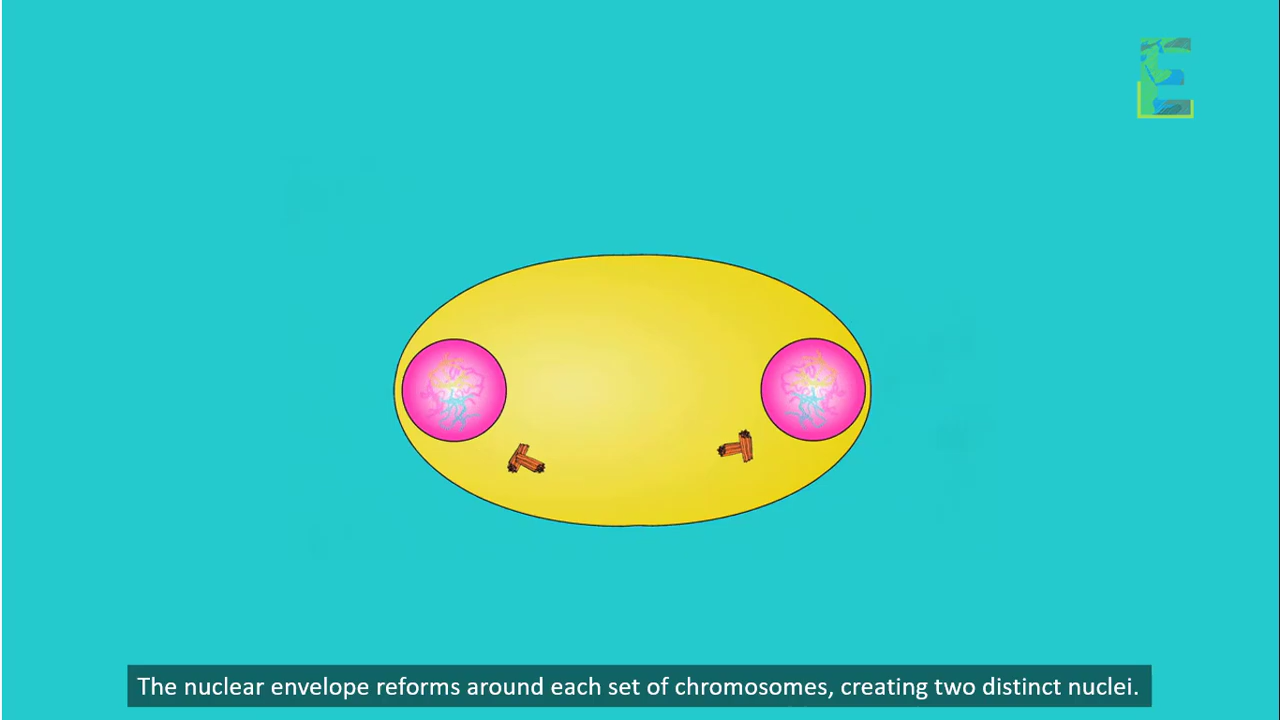 E
The nuclear envelope reforms around each set of chromosomes, creating two distinct nuclei.